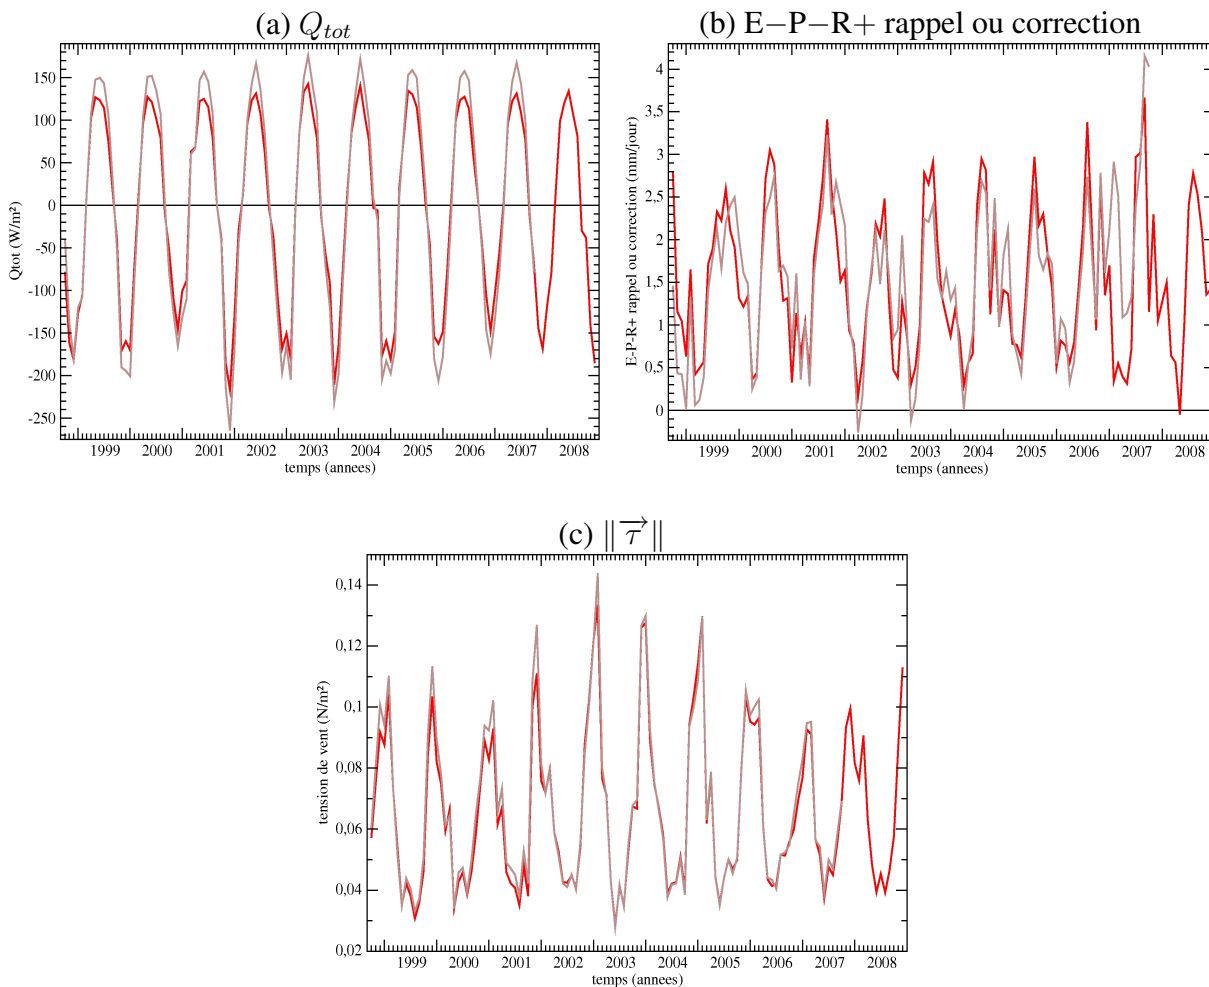 (a) Q_tot
150
100
50
0
-50
-100
-150
-200
-250
Qtot (W/m²)
1999 2000 2001 2002 2003 2004 2005 2006 2007 2008
temps (annees)
(b) E−P−R+ rappel ou correction
4
3,5
3
2,5
2
1,5
1
0,5
0
E-P-R+ rappel ou correction (mm/jour)
1999 2000 2001 2002 2003 2004 2005 2006 2007 2008
temps (annees)
(c) ‖τ⃗‖
0,14
0,12
0,1
0,08
0,06
0,04
0,02
tension de vent (N/m²)
1999 2000 2001 2002 2003 2004 2005 2006 2007 2008
temps (annees)